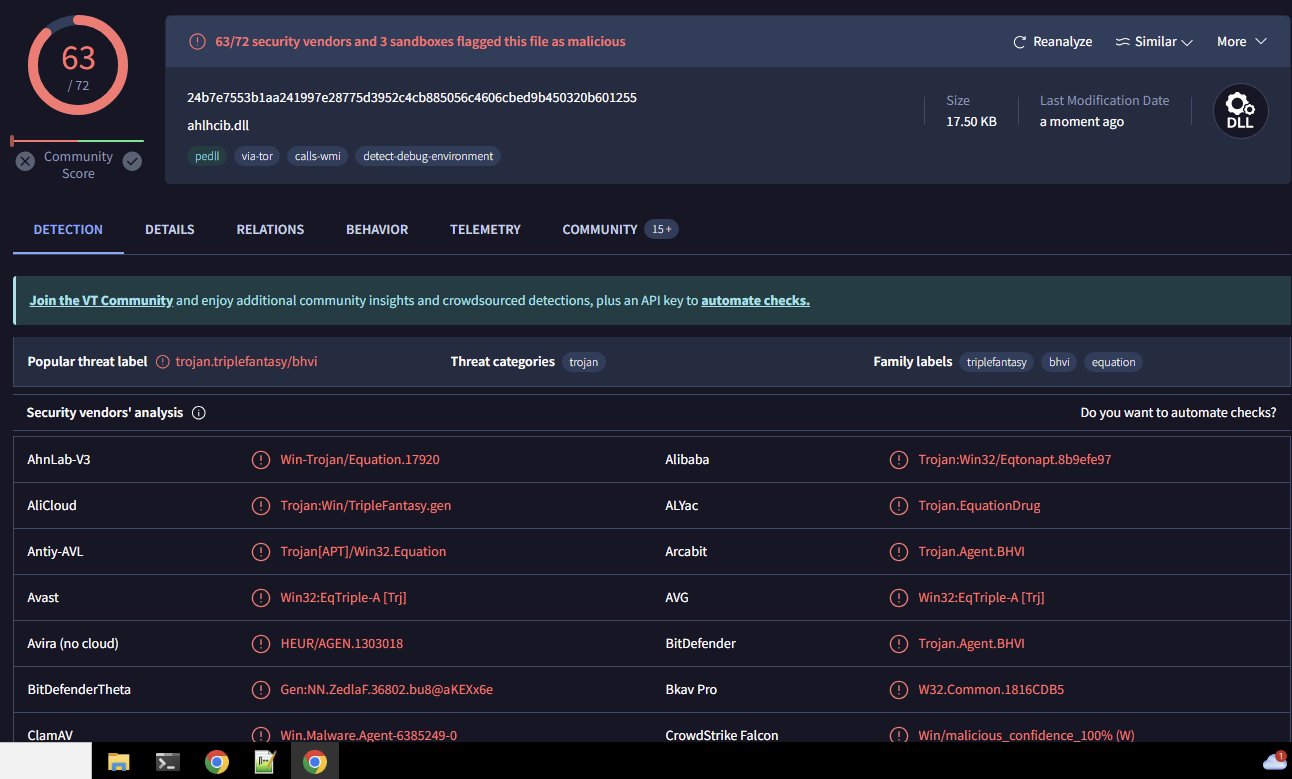 63
/ 72
Community
Score
63/72 security vendors and 3 sandboxes flagged this file as malicious
Reanalyze
Similar
More
24b7e7553b1aa241997e28775d3952c4cb885056c4606cbed9b450320b601255
ahlhcib.dll
pedll via-tor calls-wmi detect-debug-environment
Size
17.50 KB
Last Modification Date
a moment ago
DLL
DETECTION DETAILS RELATIONS BEHAVIOR TELEMETRY COMMUNITY 15+
Join the VT Community and enjoy additional community insights and crowdsourced detections, plus an API key to automate checks.
Popular threat label trojan.triplefantasy/bhvi Threat categories trojan Family labels triplefantasy bhvi equation
Security vendors' analysis Do you want to automate checks?
AhnLab-V3 Win-Trojan/Equation.17920 Alibaba Trojan:Win32/Eqtonapt.8b9efe97
AliCloud Trojan:Win/TripleFantasy.gen ALYac Trojan.EquationDrug
Antiy-AVL Trojan[APT]/Win32.Equation Arcabit Trojan.Agent.BHVI
Avast Win32:EqTriple-A [Trj] AVG Win32:EqTriple-A [Trj]
Avira (no cloud) HEUR/AGEN.1303018 BitDefender Trojan.Agent.BHVI
BitDefenderTheta Gen:NN.ZedlaF.36802.bu8@aKEXx6e Bkav Pro W32.Common.1816CDB5
ClamAV Win.Malware.Agent-6385249-0 CrowdStrike Falcon Win/malicious_confidence_100% (W)
1